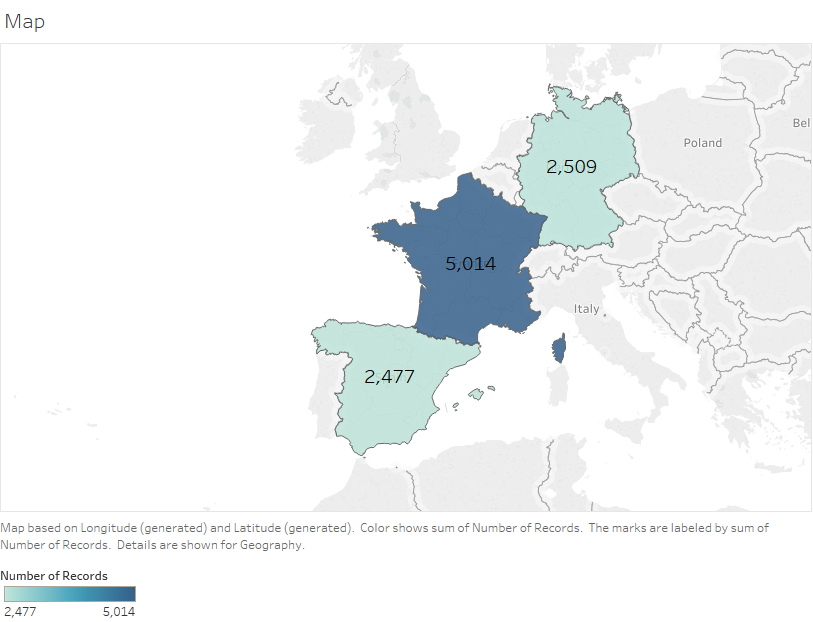 Map
Bel
Poland
2,509
5,014
Italy
2,477
Map based on Longitude (generated) and Latitude (generated).  Color shows sum of Number of Records.  The marks are labeled by sum of
Number of Records.  Details are shown for Geography.
Number of Records
2,477 5,014